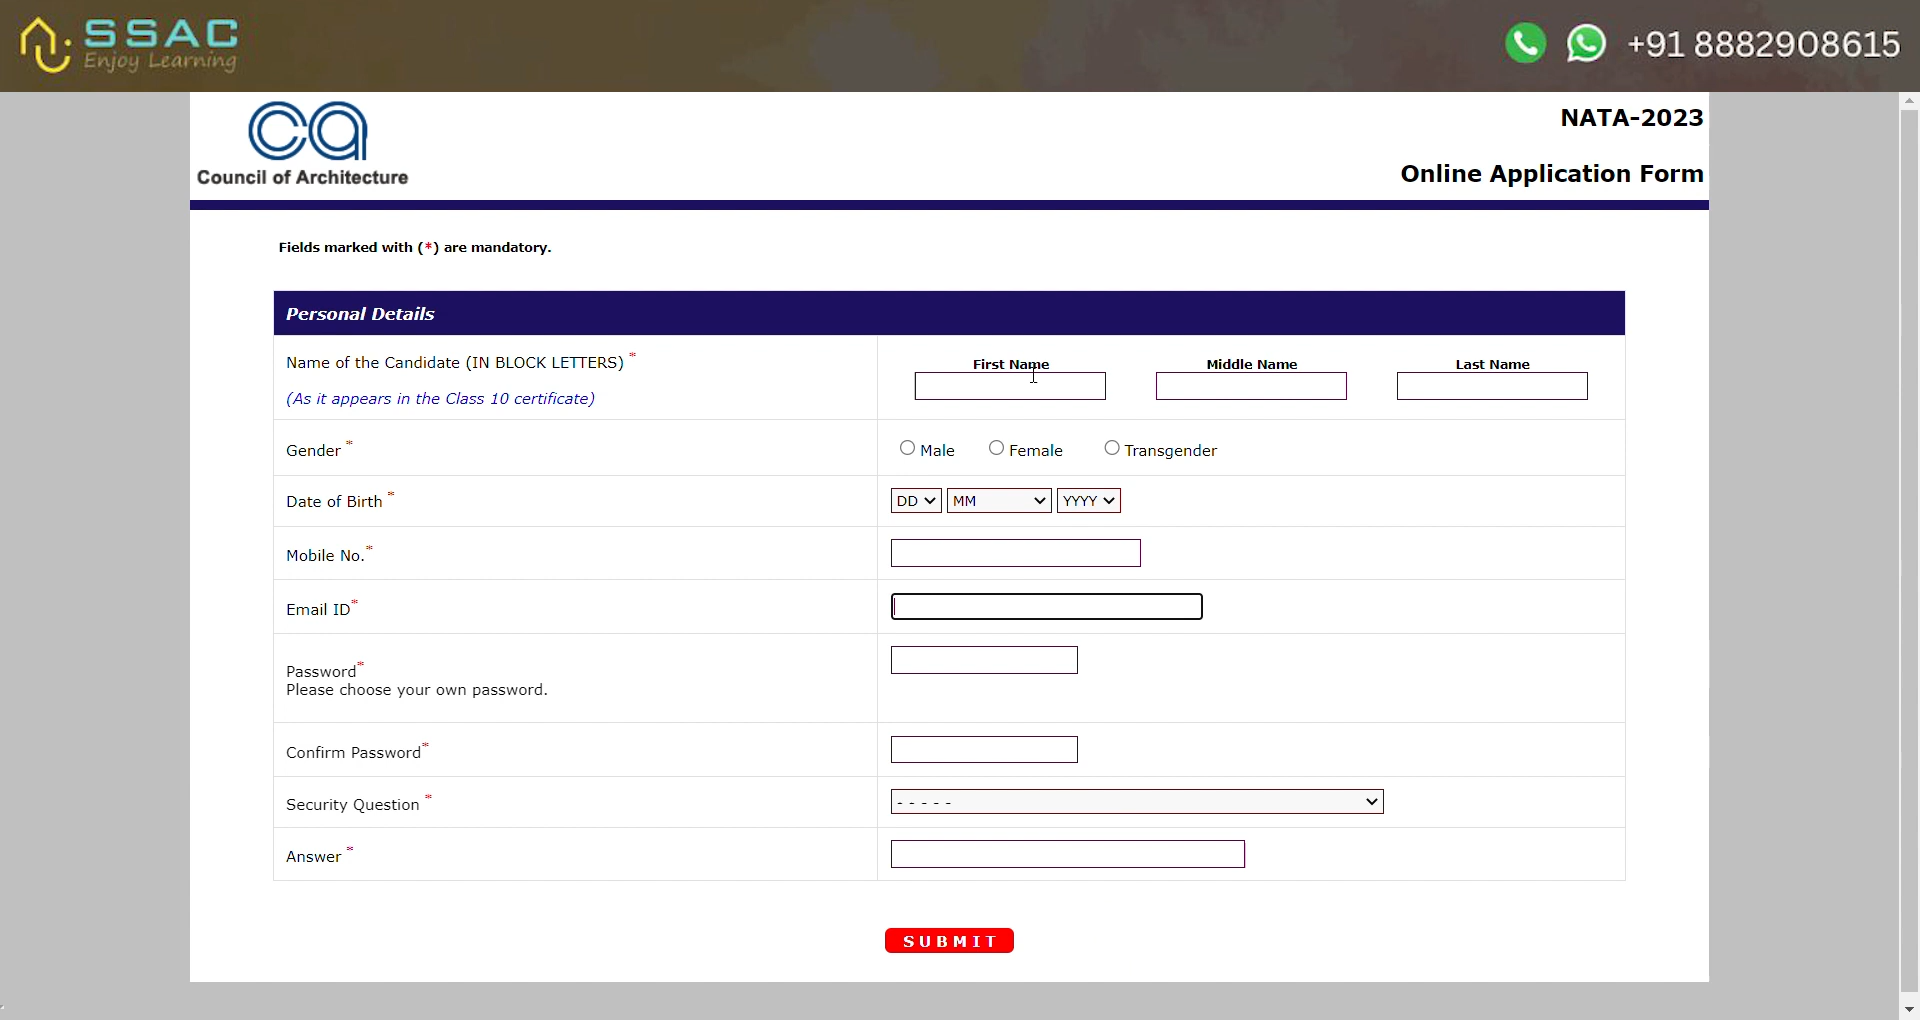 SSAC
Enjoy Learning
+91 8882908615
Council of Architecture
NATA-2023
Online Application Form
Fields marked with (*) are mandatory.
Personal Details
Name of the Candidate (IN BLOCK LETTERS) *
(As it appears in the Class 10 certificate)
First Name
Middle Name
Last Name
Gender *
Male
Female
Transgender
Date of Birth *
DD
MM
YYYY
Mobile No.*
Email ID*
Password*
Please choose your own password.
Confirm Password*
Security Question *
- - - - -
Answer *
SUBMIT